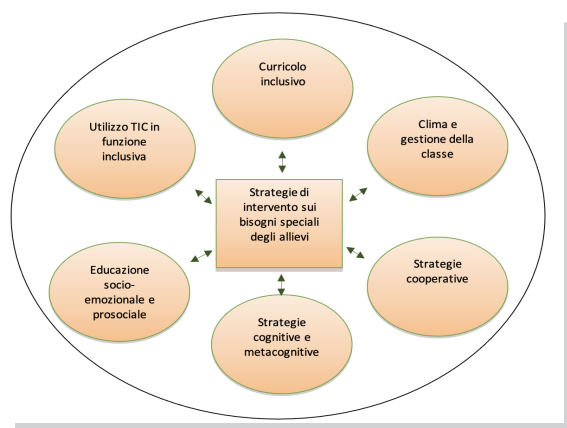 Curricolo
inclusivo
Utilizzo TIC in
funzione
inclusiva
Clima e
gestione della
classe
Strategie di
intervento sui
bisogni speciali
degli allievi
Educazione
socio-
emozionale e
prosociale
Strategie
cooperative
Strategie
cognitive e
metacognitive